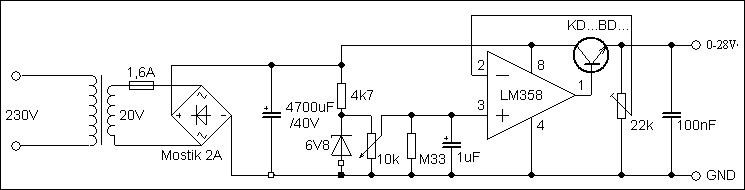 KD...BD...
1,6A
2
8
0-28V
230V
20V
+
~
-
~
+
4700uF
/40V
4k7
-
LM358
1
3
+
22k
100nF
Mostik 2A
6V8
10k
M33
+
1uF
4
GND